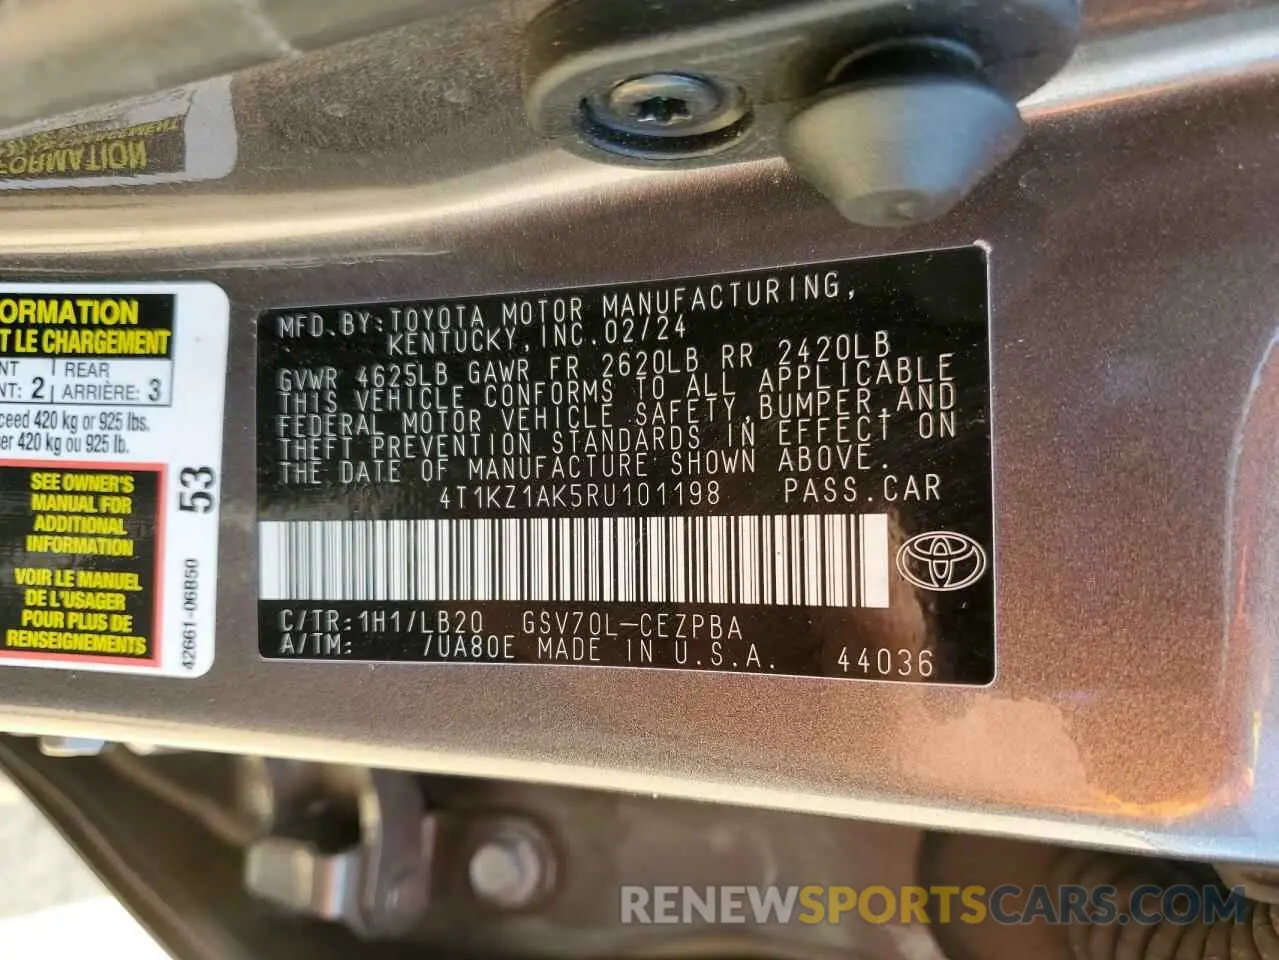 FORMATION
ORMATION
T LE CHARGEMENT
NT | REAR
NT: 2 | ARRIÈRE: 3
ceed 420 kg or 925 lbs.
er 420 kg ou 925 lb.
SEE OWNER'S
MANUAL FOR
ADDITIONAL
INFORMATION
VOIR LE MANUEL
DE L'USAGER
POUR PLUS DE
RENSEIGNEMENTS
53
42661-06B50
MFD. BY: TOYOTA MOTOR MANUFACTURING,
KENTUCKY, INC. 02/24
GVWR 4625LB GAWR FR 2620LB RR 2420LB
THIS VEHICLE CONFORMS TO ALL APPLICABLE
FEDERAL MOTOR VEHICLE SAFETY, BUMPER, AND
THEFT PREVENTION STANDARDS IN EFFECT ON
THE DATE OF MANUFACTURE SHOWN ABOVE.
4T1KZ1AK5RU101198 PASS. CAR
C/TR: 1H1/LB20 GSV70L-CEZPBA
A/TM: /UA80E MADE IN U.S.A. 44036
RENEWSPORTSCARS.COM